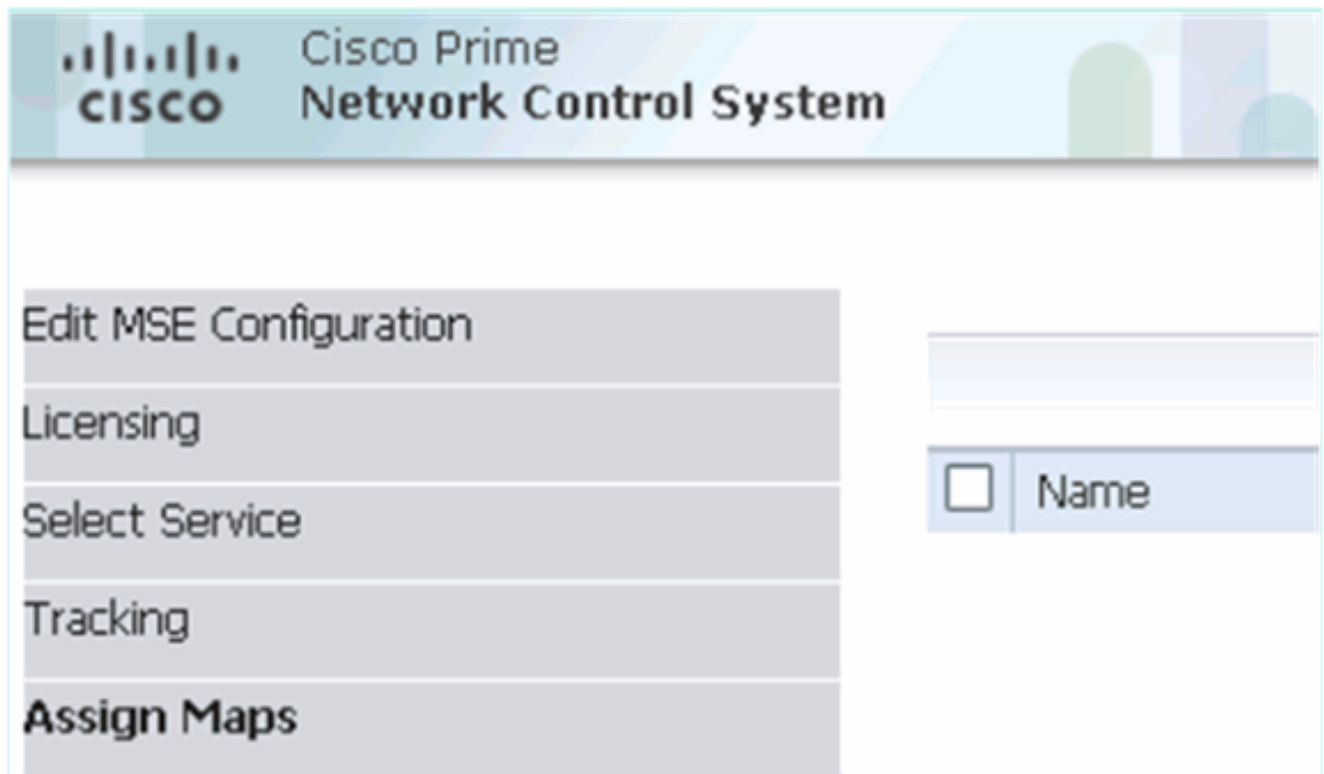 CISCO
Cisco Prime
Network Control System
Edit MSE Configuration
Licensing
Select Service
Tracking
Assign Maps
Name